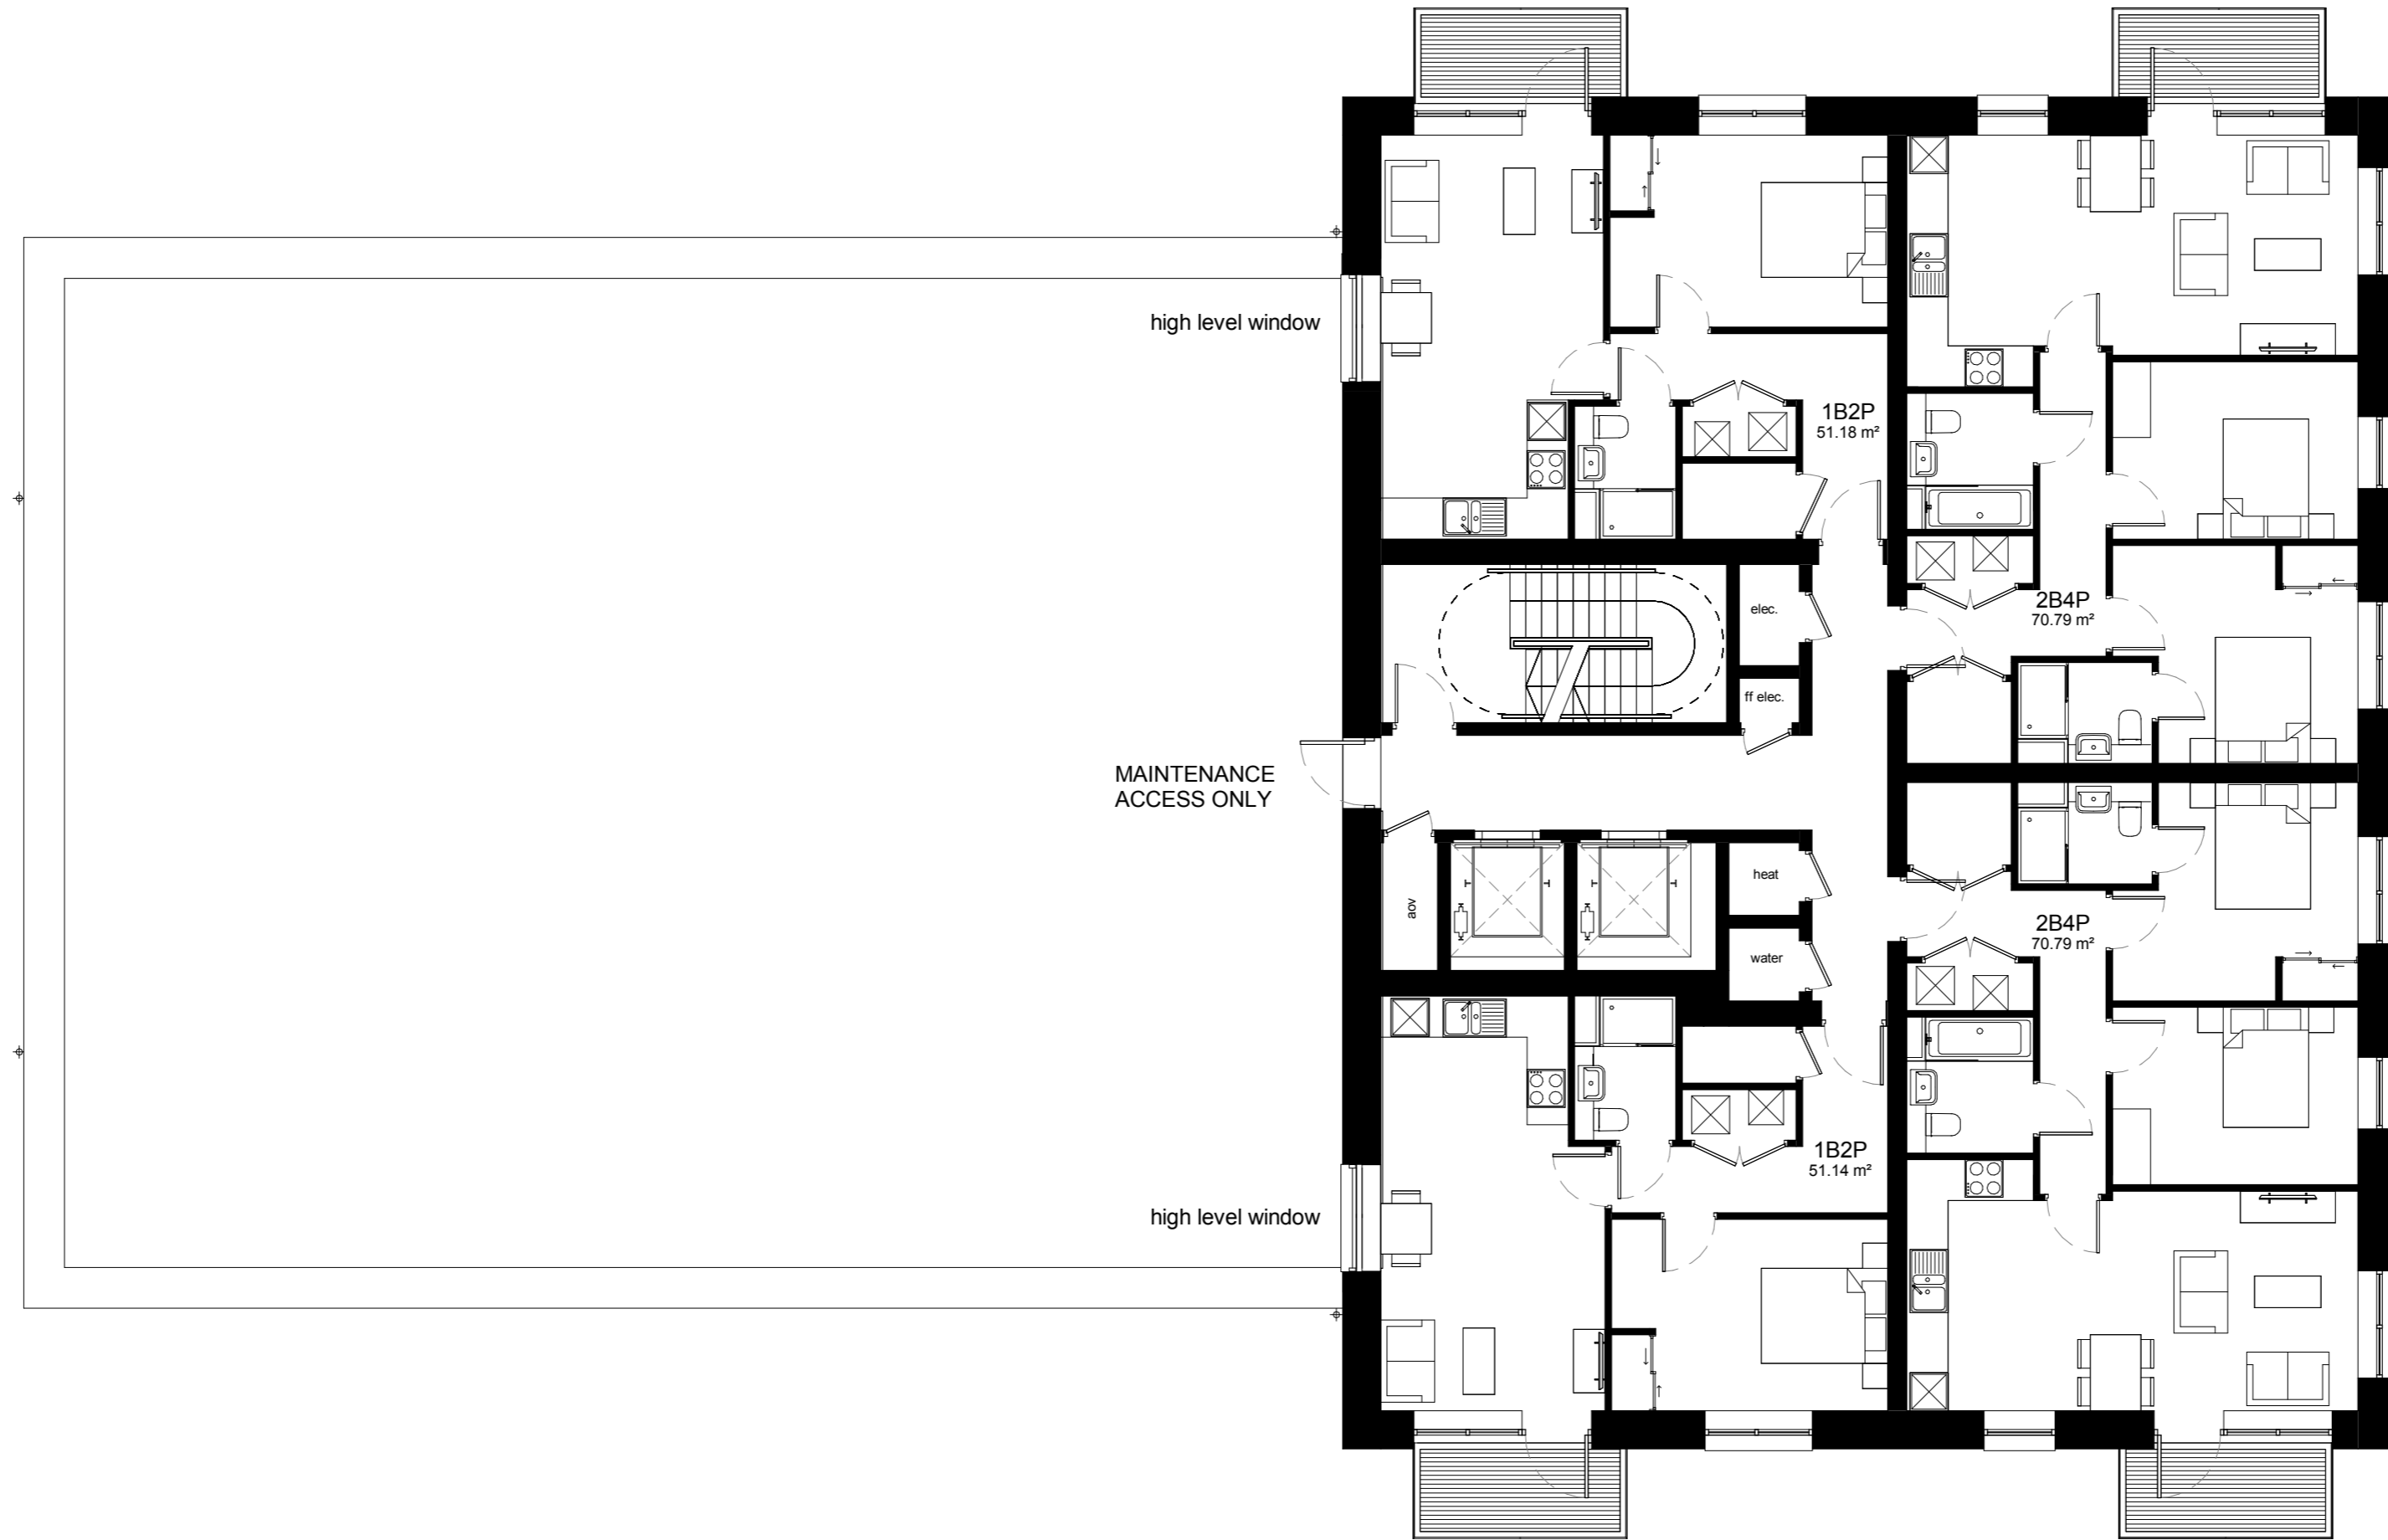 high level window
1B2P
51.18 m²
elec.
2B4P
70.79 m²
ff elec.
MAINTENANCE
ACCESS ONLY
heat
aov
2B4P
70.79 m²
water
1B2P
51.14 m²
high level window